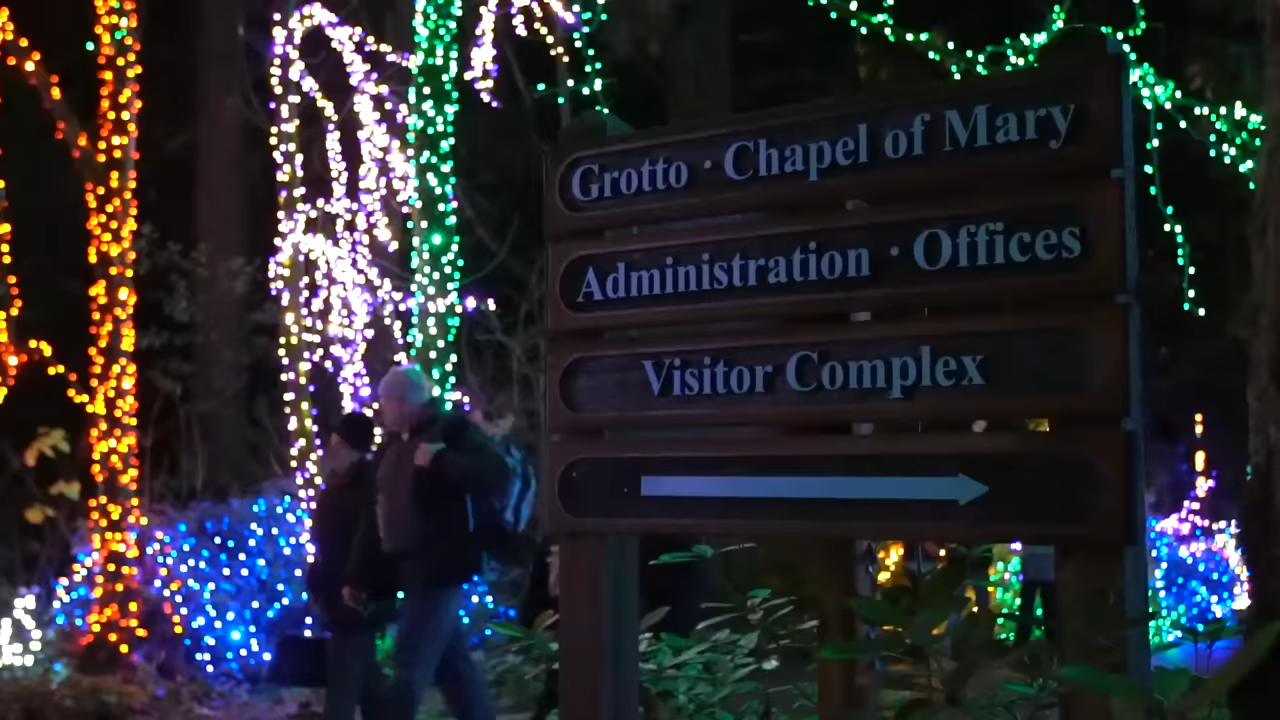 Grotto · Chapel of Mary
Administration · Offices
Visitor Complex